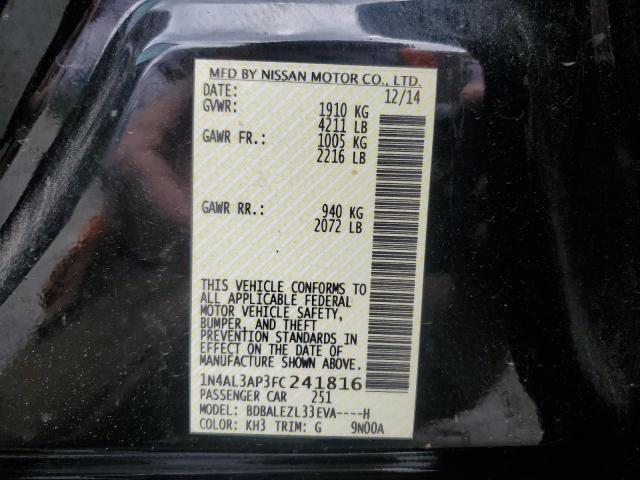 MFD BY NISSAN MOTOR CO., LTD.
DATE: 12/14
GVWR: 1910 KG
4211 LB
GAWR FR.: 1005 KG
2216 LB
GAWR RR.: 940 KG
2072 LB
THIS VEHICLE CONFORMS TO
ALL APPLICABLE FEDERAL
MOTOR VEHICLE SAFETY,
BUMPER, AND THEFT
PREVENTION STANDARDS IN
EFFECT ON THE DATE OF
MANUFACTURE SHOWN ABOVE.
1N4AL3AP3FC241816
PASSENGER CAR 251
MODEL: BDBALEZL33EVA----H
COLOR: KH3 TRIM: G 9N00A